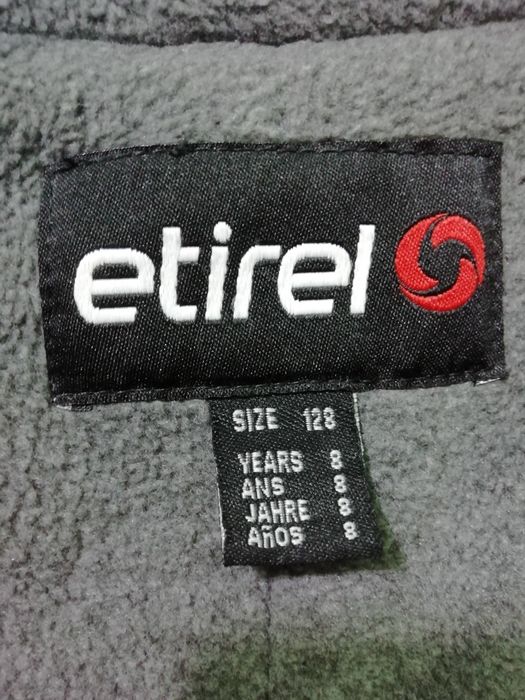 etirel
SIZE 128
YEARS 8
ANS 8
JAHRE 8
AñOS 8